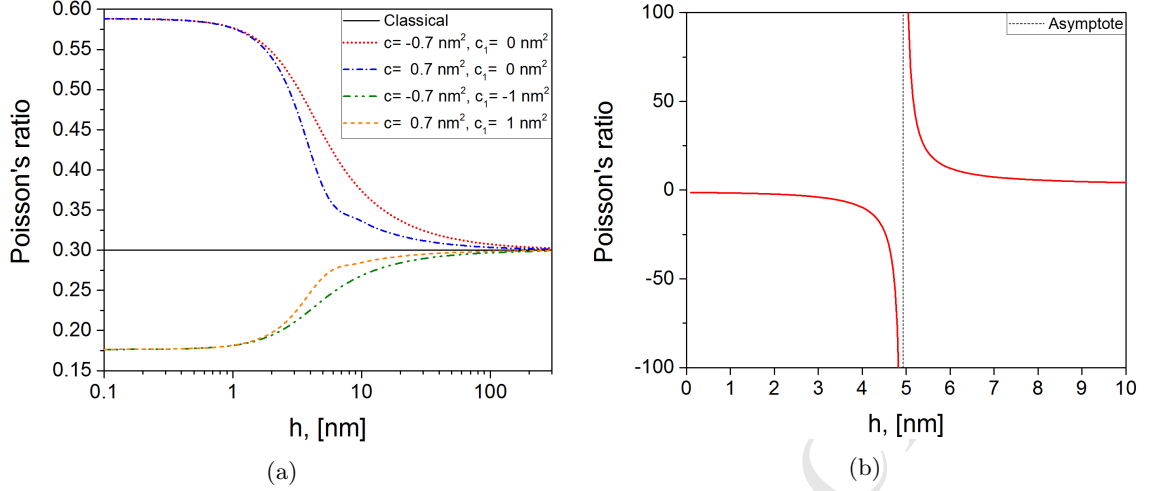 0.60
0.55
0.50
0.45
0.40
0.35
0.30
0.25
0.20
0.15
Poisson's ratio
Classical
c= -0.7 nm², c₁= 0 nm²
c= 0.7 nm², c₁= 0 nm²
c= -0.7 nm², c₁= -1 nm²
c= 0.7 nm², c₁= 1 nm²
0.1 1 10 100
h, [nm]
(a)
100
50
0
-50
-100
Poisson's ratio
Asymptote
0 1 2 3 4 5 6 7 8 9 10
h, [nm]
(b)